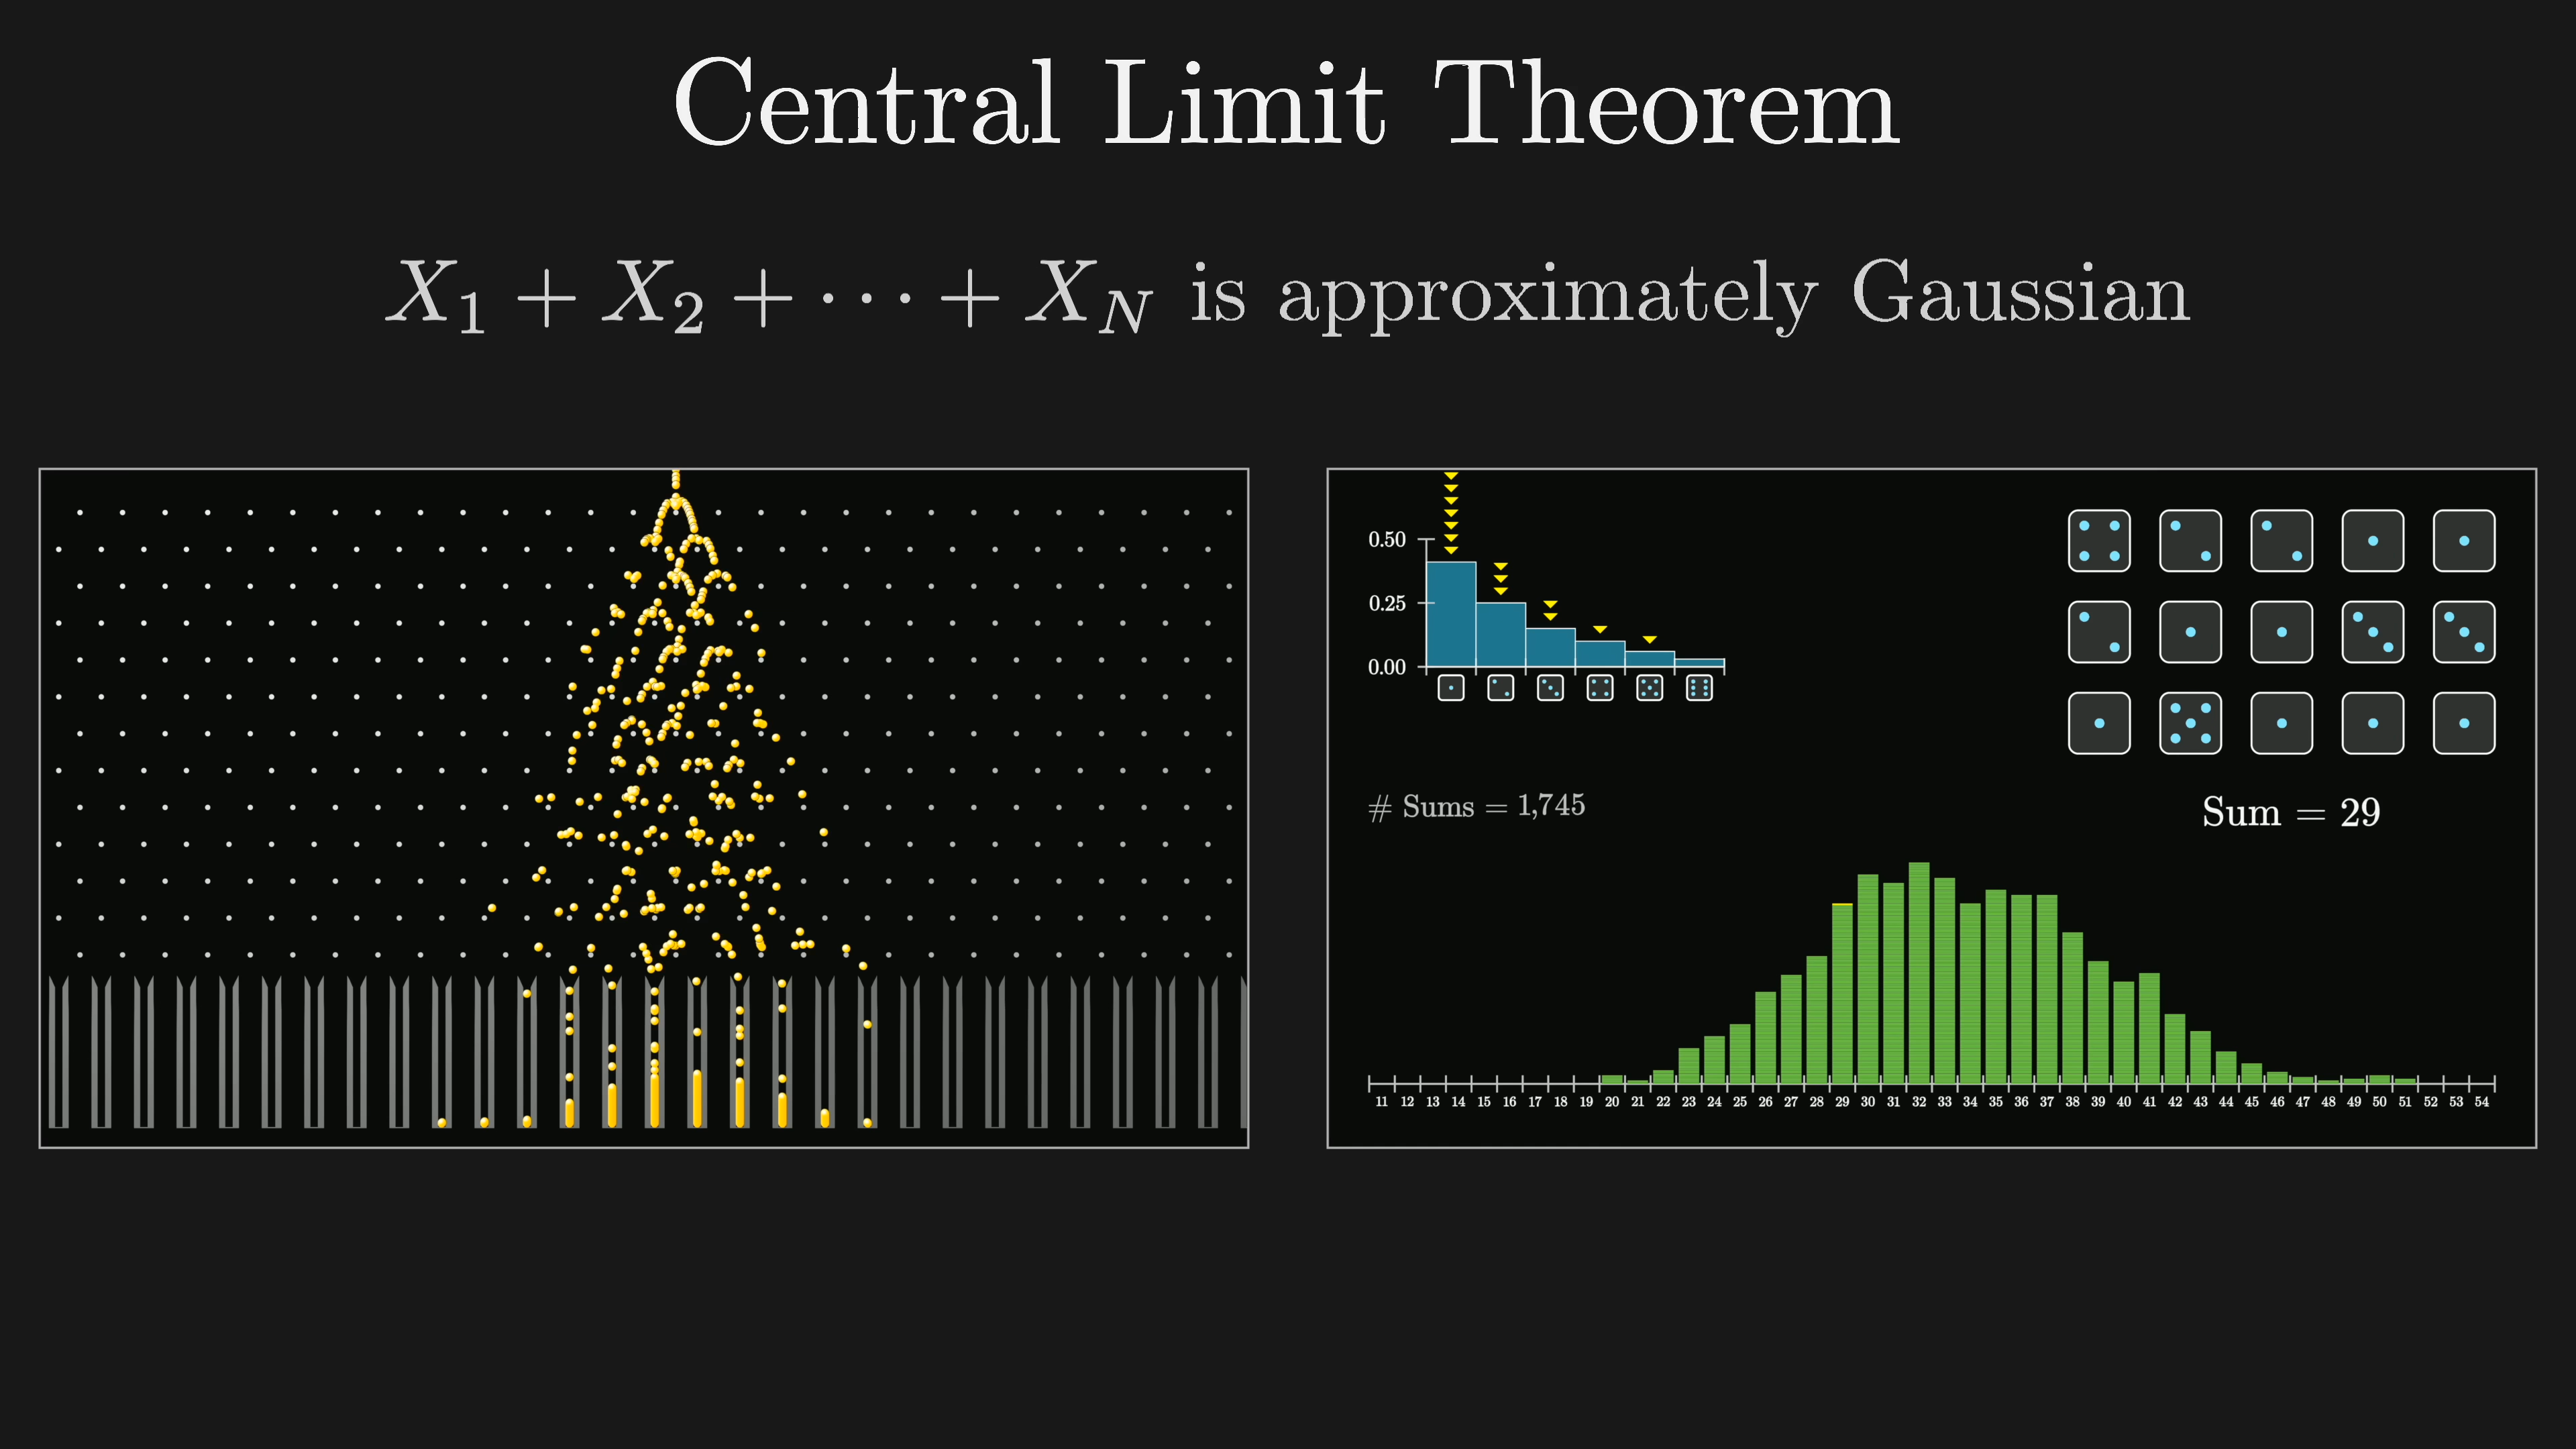 Central Limit Theorem
X₁ + X₂ + ⋯ + X_N is approximately Gaussian
0.50
0.25
0.00
# Sums = 1,745
Sum = 29
11 12 13 14 15 16 17 18 19 20 21 22 23 24 25 26 27 28 29 30 31 32 33 34 35 36 37 38 39 40 41 42 43 44 45 46 47 48 49 50 51 52 53 54